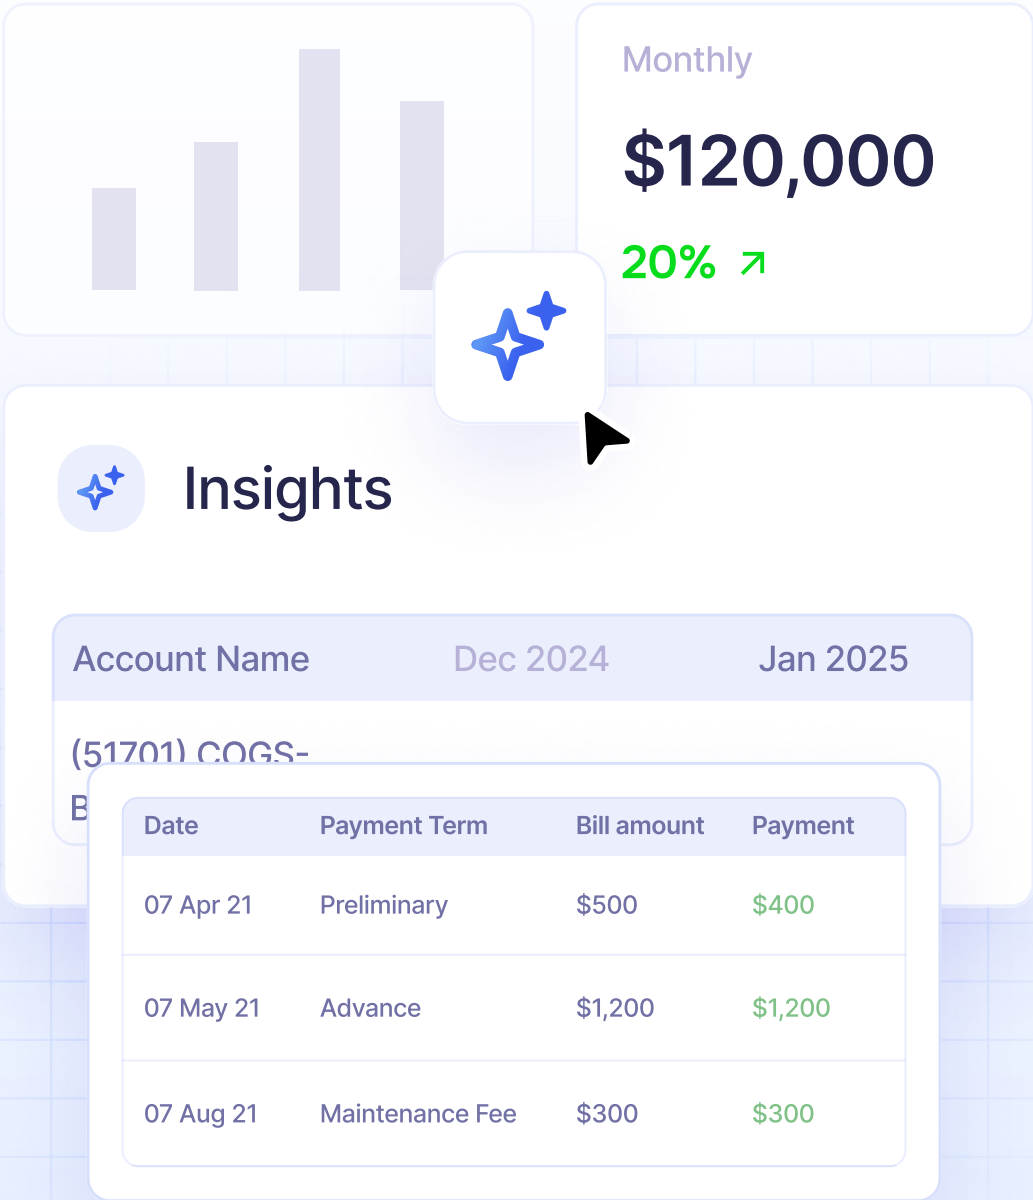 Monthly
$120,000
20%
Insights
Account Name Dec 2024 Jan 2025
(51701) COGS-
Date Payment Term Bill amount Payment
07 Apr 21 Preliminary $500 $400
07 May 21 Advance $1,200 $1,200
07 Aug 21 Maintenance Fee $300 $300